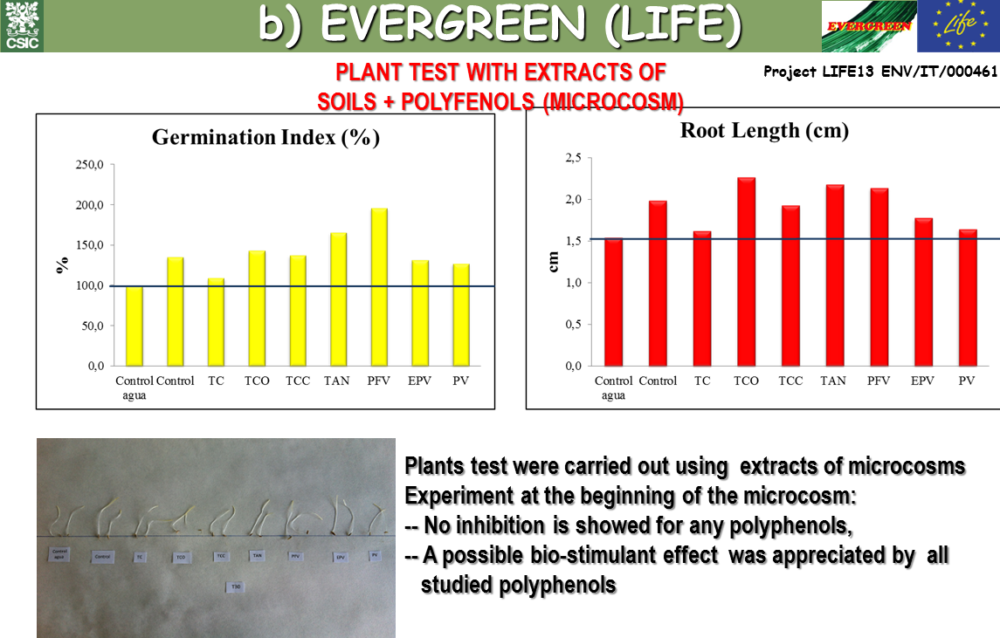 CSIC
b) EVERGREEN (LIFE)
EVERGREEN
Life
Project LIFE13 ENV/IT/000461
PLANT TEST WITH EXTRACTS OF
SOILS + POLYFENOLS (MICROCOSM)
Germination Index (%)
250,0
200,0
150,0
100,0
50,0
0,0
%
Control agua Control TC TCO TCC TAN PFV EPV PV
Root Length (cm)
2,5
2,0
1,5
1,0
0,5
0,0
cm
Control agua Control TC TCO TCC TAN PFV EPV PV
Control agua Control TC TCO TCC TAN PFV EPV PV
T30
Plants test were carried out using extracts of microcosms
Experiment at the beginning of the microcosm:
-- No inhibition is showed for any polyphenols,
-- A possible bio-stimulant effect was appreciated by all
studied polyphenols